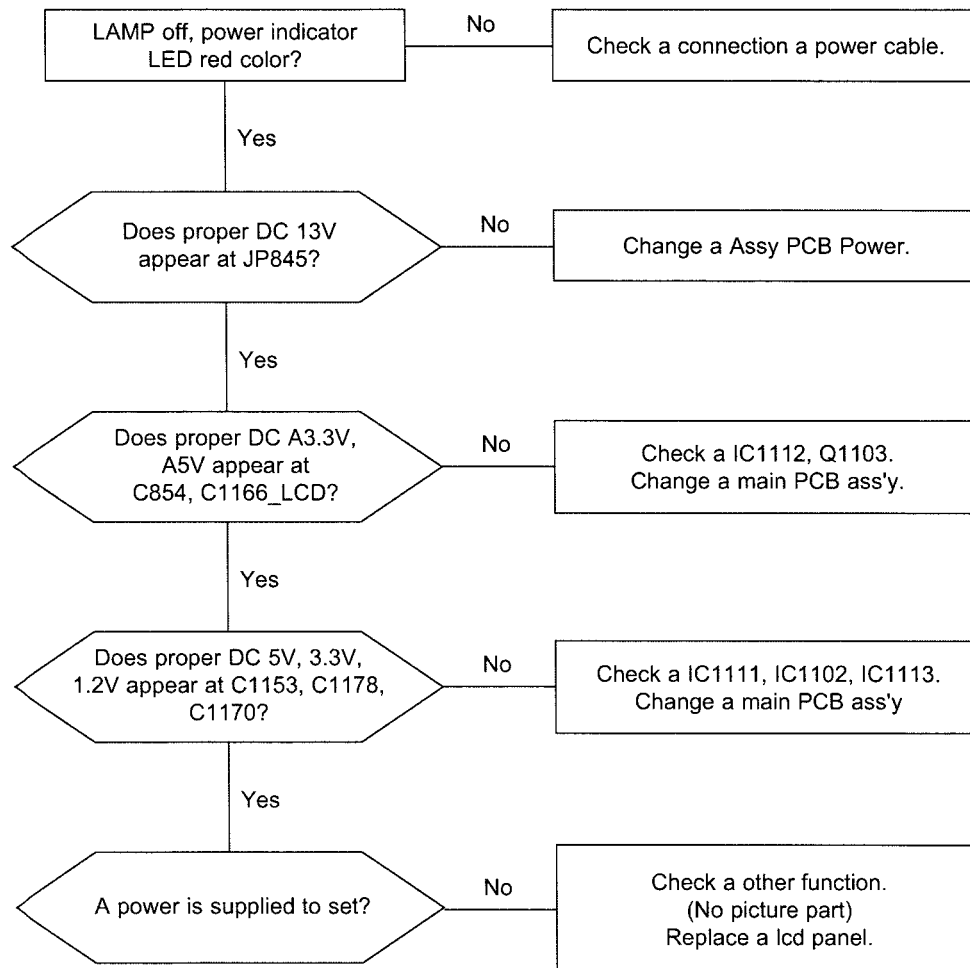 LAMP off, power indicator
LED red color?
No
Check a connection a power cable.
Yes
Does proper DC 13V
appear at JP845?
No
Change a Assy PCB Power.
Yes
Does proper DC A3.3V,
A5V appear at
C854, C1166_LCD?
No
Check a IC1112, Q1103.
Change a main PCB ass'y.
Yes
Does proper DC 5V, 3.3V,
1.2V appear at C1153, C1178,
C1170?
No
Check a IC1111, IC1102, IC1113.
Change a main PCB ass'y
Yes
A power is supplied to set?
No
Check a other function.
(No picture part)
Replace a lcd panel.